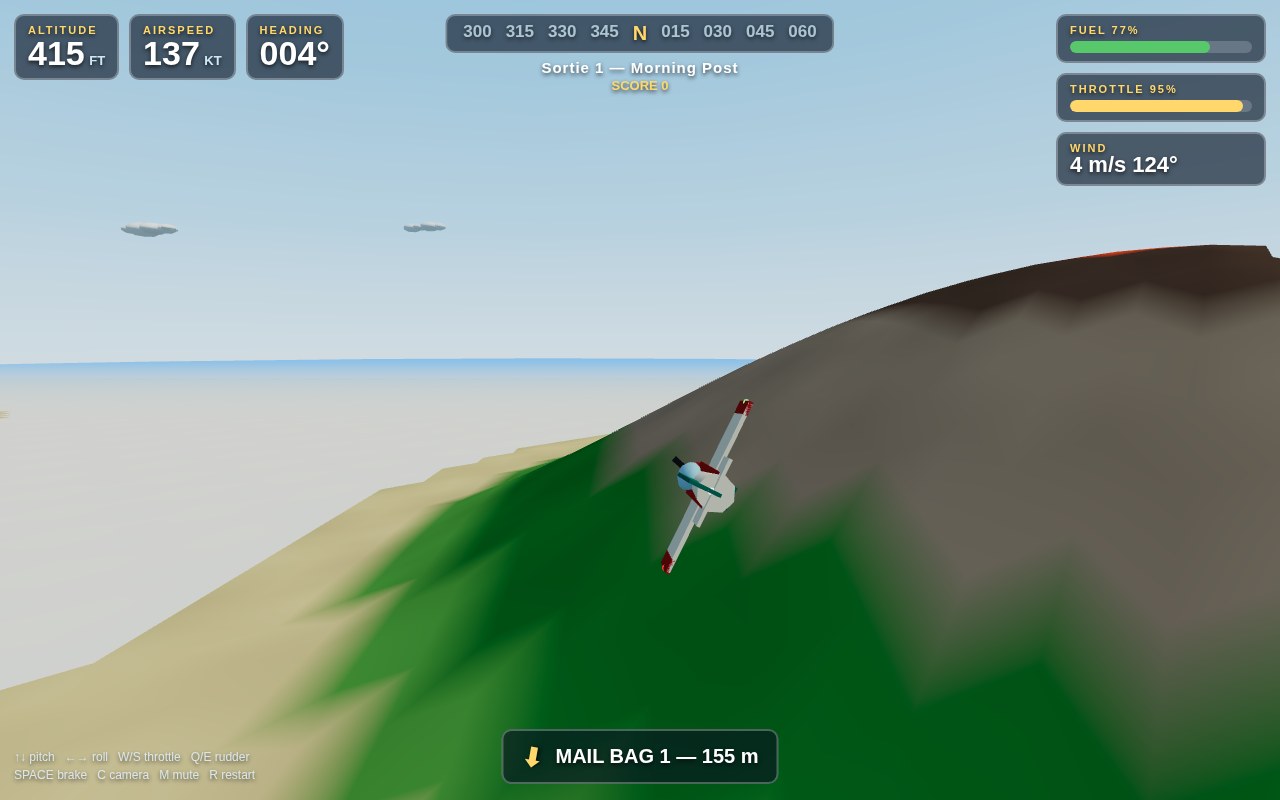 ALTITUDE
415 FT
AIRSPEED
137 KT
HEADING
004°
300 315 330 345 N 015 030 045 060
Sortie 1 — Morning Post
SCORE 0
FUEL 77%
THROTTLE 95%
WIND
4 m/s 124°
↑↓ pitch ←→ roll W/S throttle Q/E rudder
SPACE brake C camera M mute R restart
MAIL BAG 1 — 155 m